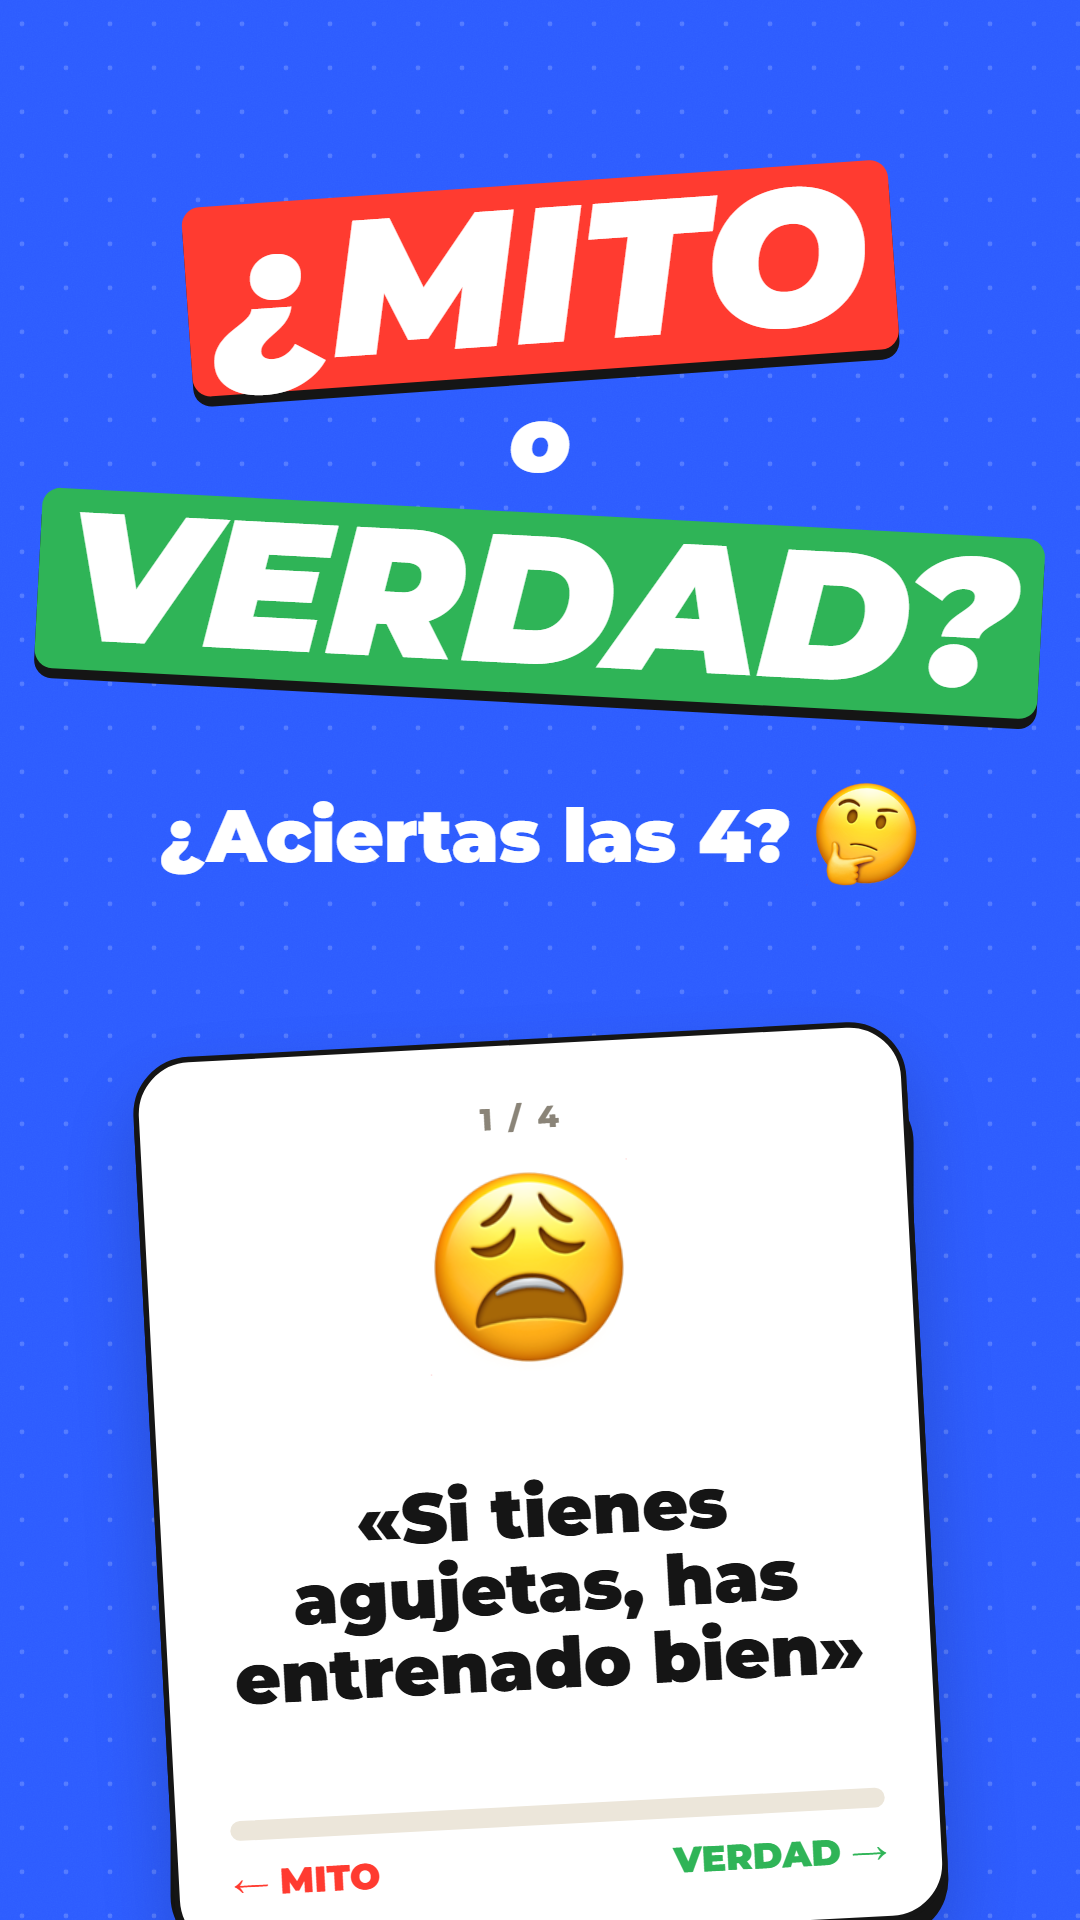 ¿MITO
o
VERDAD?
¿Aciertas las 4? 🤔
1 / 4
«Si tienes
agujetas, has
entrenado bien»
← MITO
VERDAD →